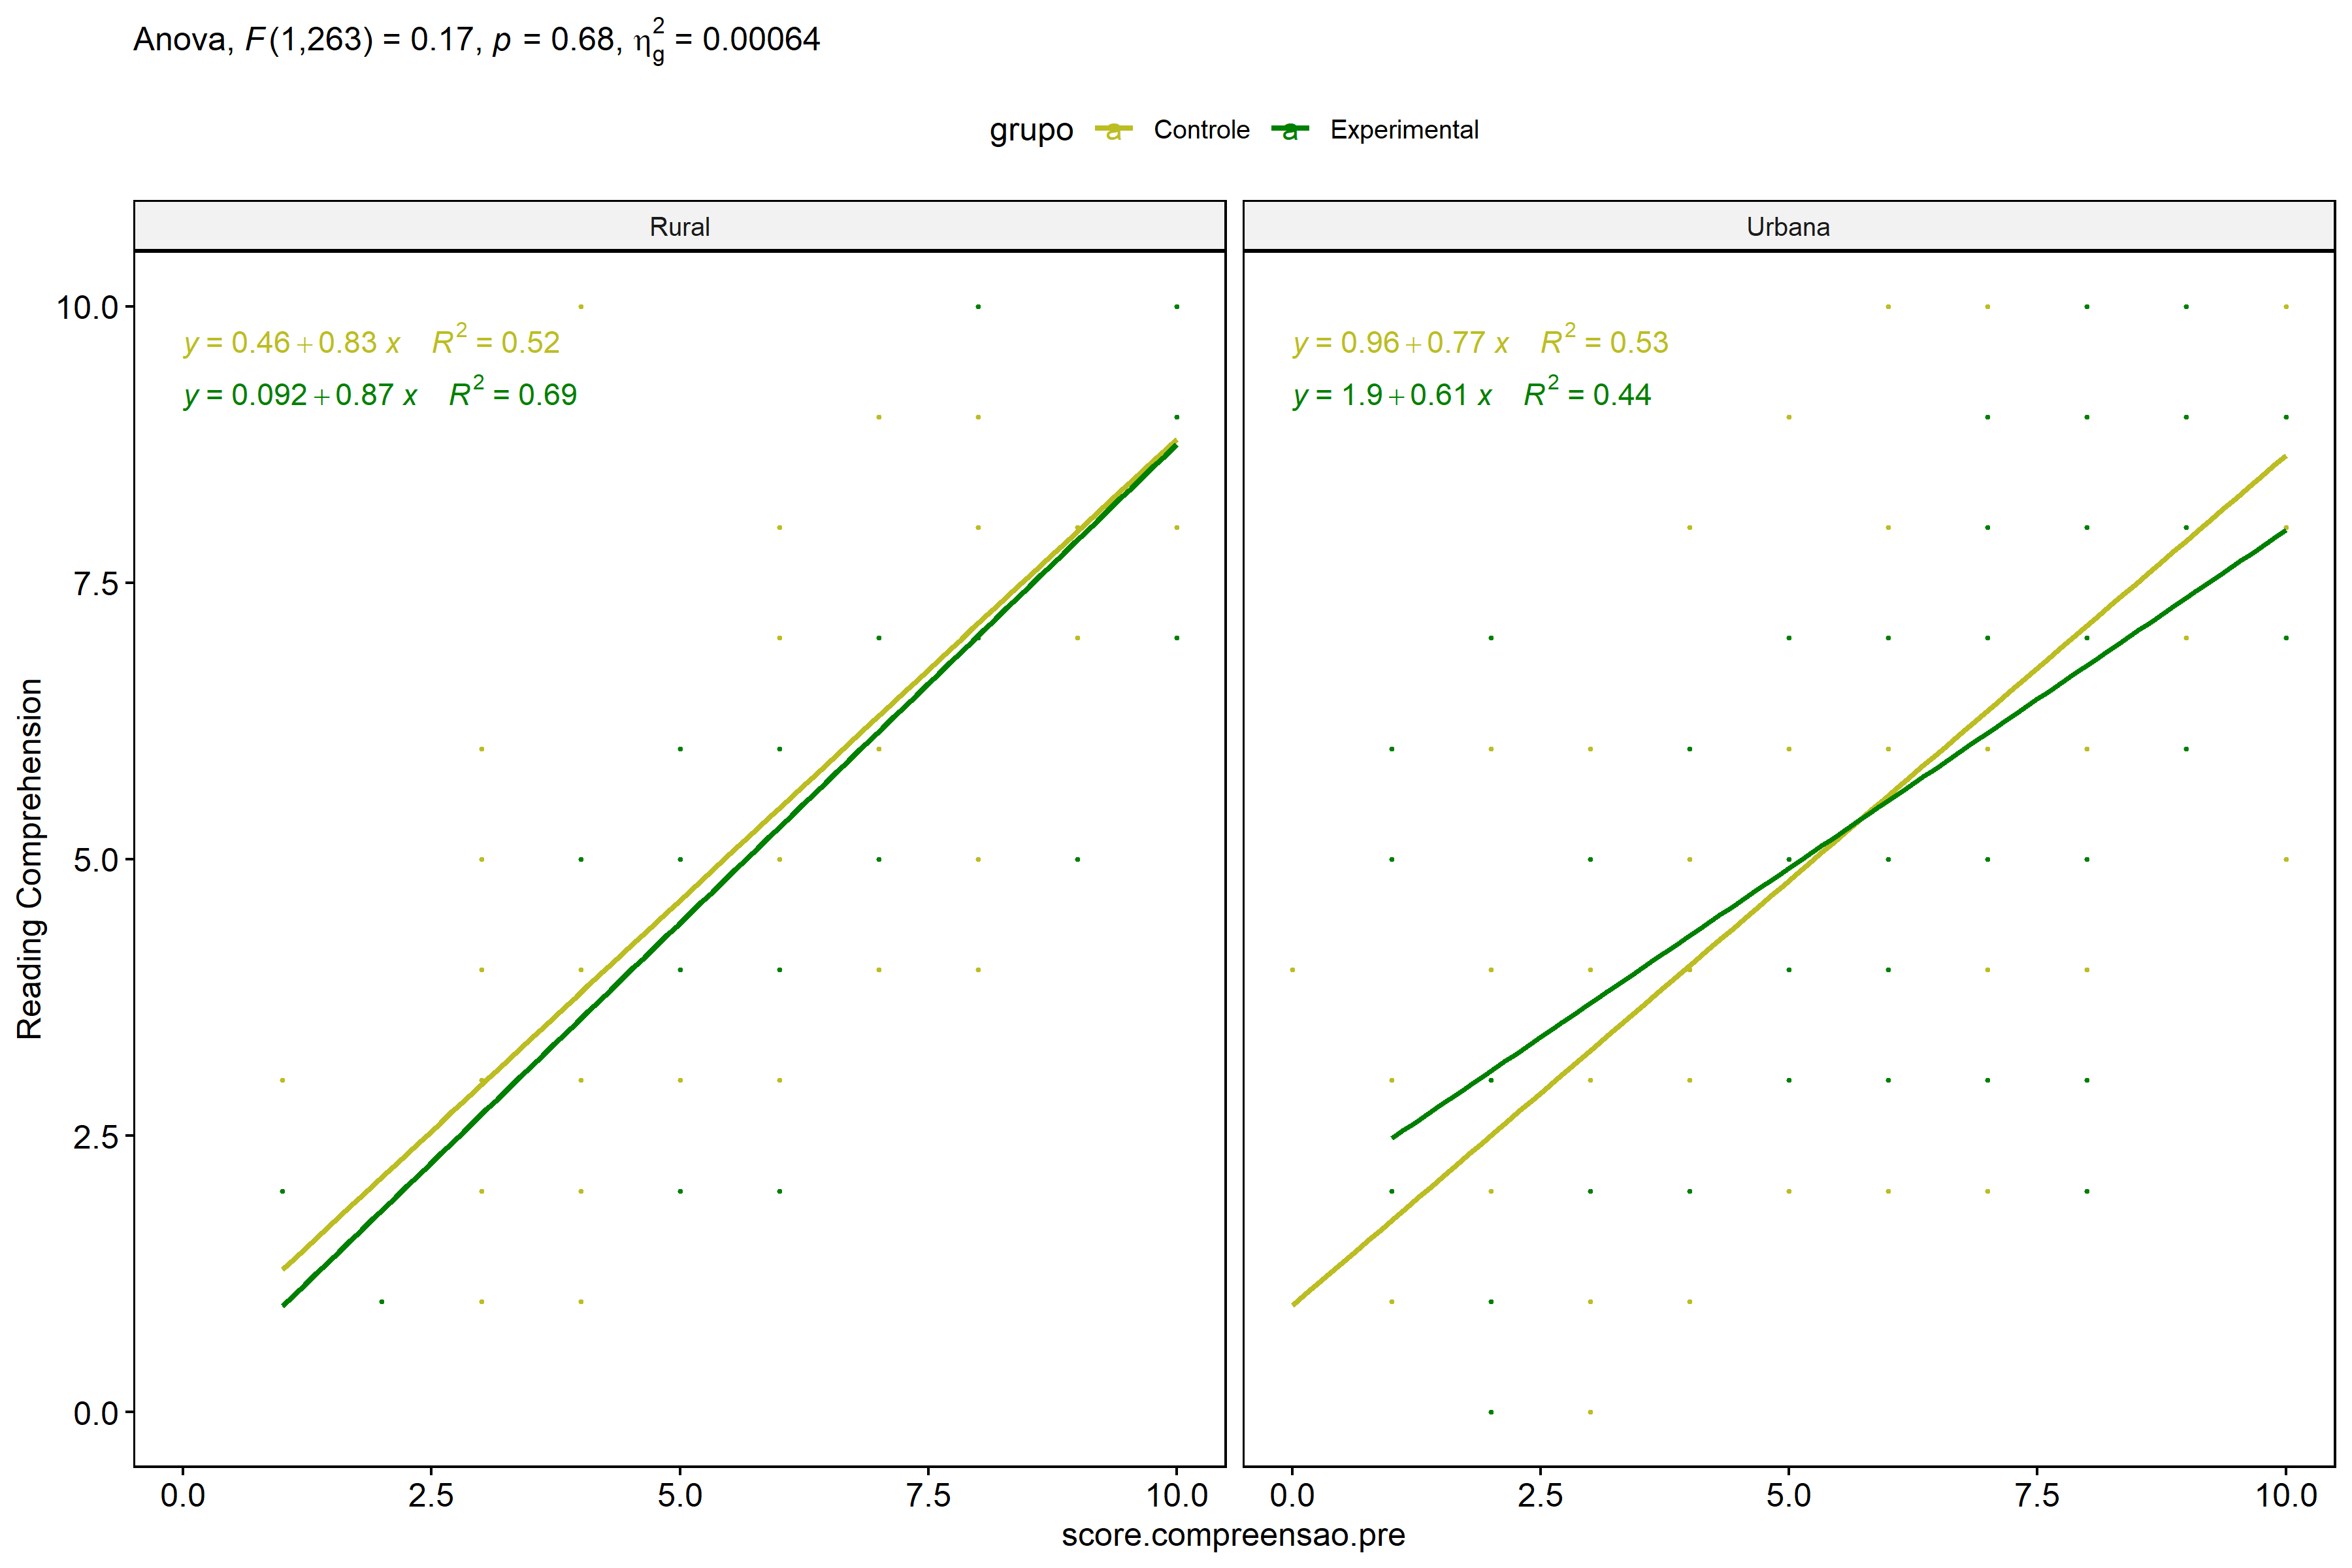 Anova, F(1,263) = 0.17, p = 0.68, η²g = 0.00064
grupo a Controle a Experimental
Rural
Urbana
y = 0.46 + 0.83 x R² = 0.52
y = 0.092 + 0.87 x R² = 0.69
y = 0.96 + 0.77 x R² = 0.53
y = 1.9 + 0.61 x R² = 0.44
Reading Comprehension
10.0
7.5
5.0
2.5
0.0
0.0 2.5 5.0 7.5 10.0
0.0 2.5 5.0 7.5 10.0
score.compreensao.pre